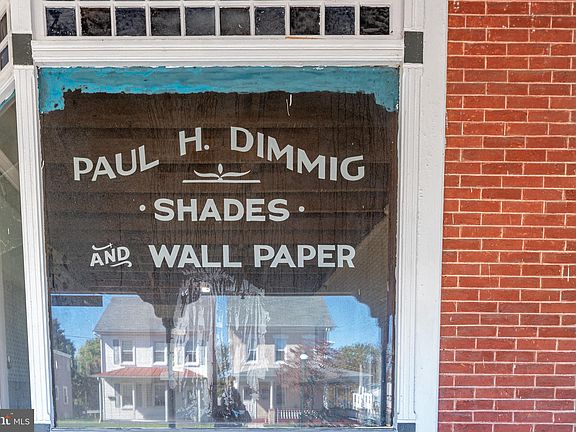 PAUL H. DIMMIG
· SHADES ·
AND WALL PAPER
MLS